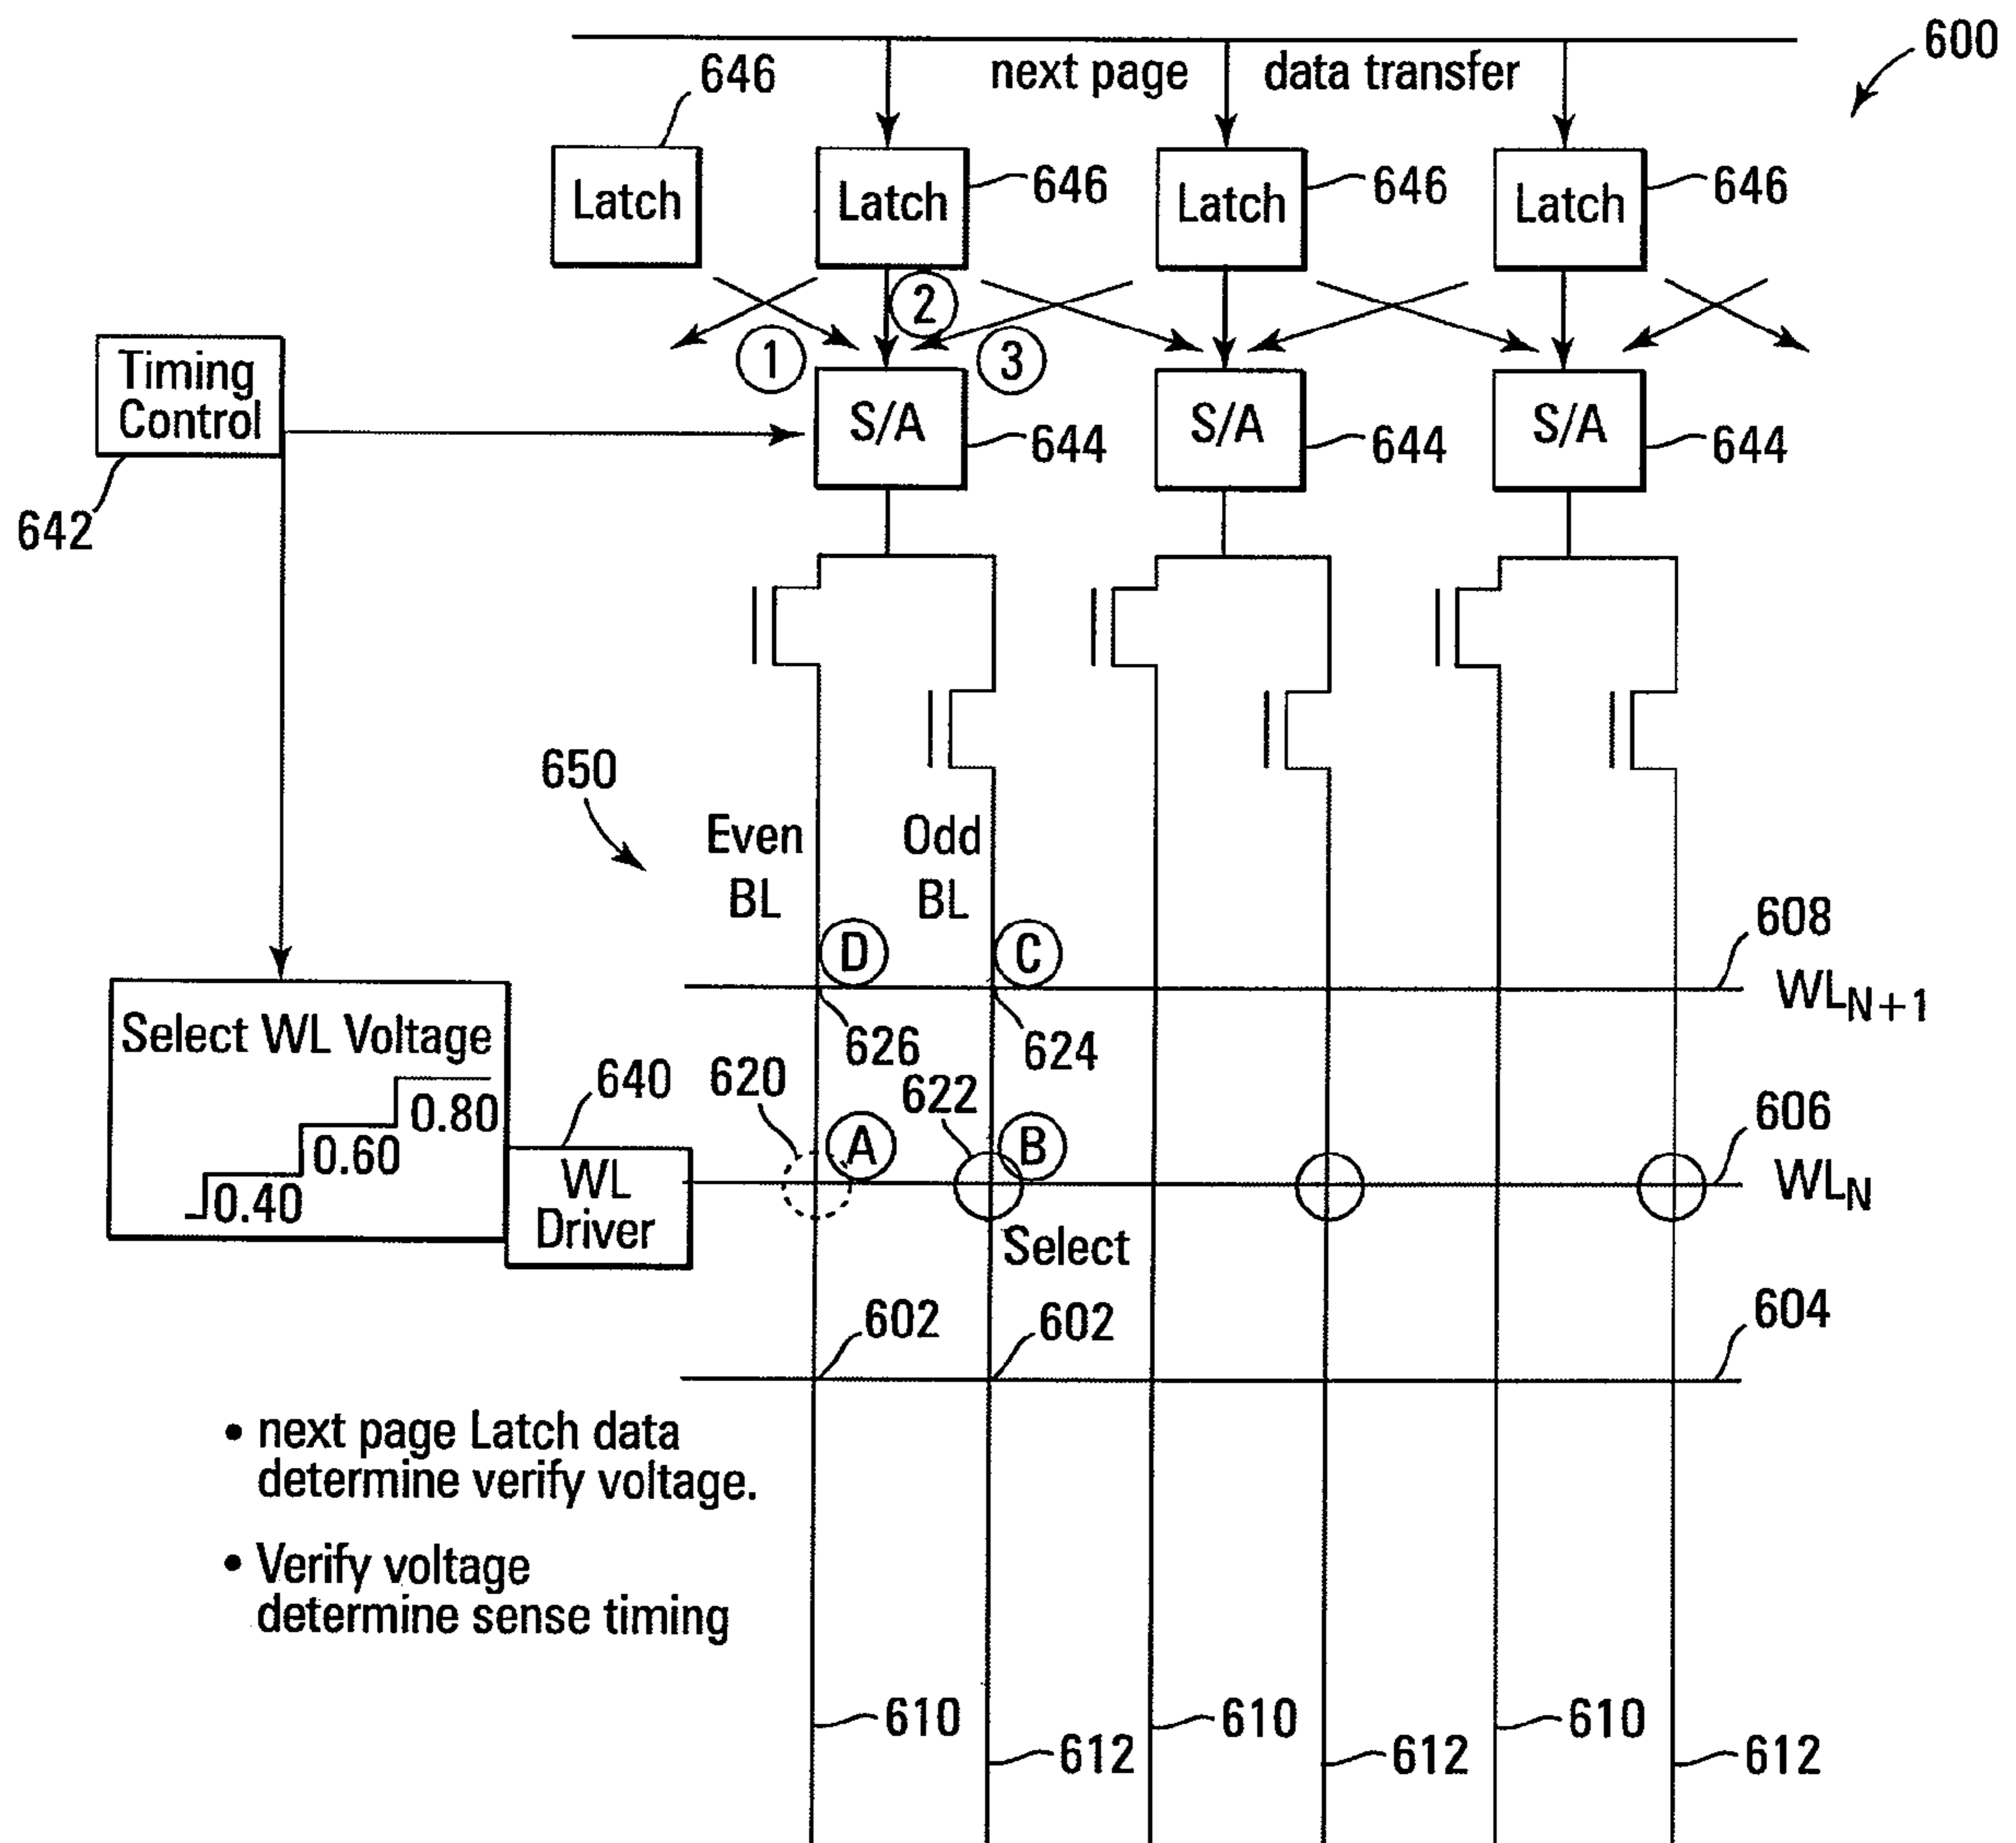 600
next page data transfer
646
Latch
Latch
646
Latch
646
Latch
646
2
1
3
Timing
Control
642
S/A
644
S/A
644
S/A
644
650
Even
BL
Odd
BL
D
C
608
WLN+1
626
624
Select WL Voltage
0.40
0.60
0.80
640
WL
Driver
620
A
622
B
606
WLN
Select
602
602
604
• next page Latch data
determine verify voltage.
• Verify voltage
determine sense timing
610
612
610
612
610
612